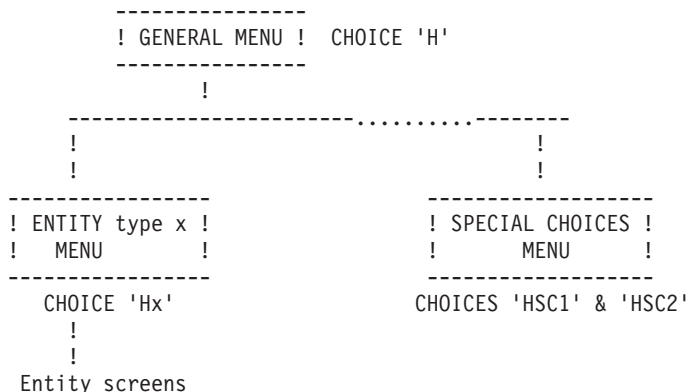 ----------------
! GENERAL MENU !  CHOICE 'H'
----------------
!
------------------------..........--------
! !
! !
----------------- -------------------
! ENTITY type x ! ! SPECIAL CHOICES !
! MENU ! ! MENU !
----------------- -------------------
CHOICE 'Hx' CHOICES 'HSC1' & 'HSC2'
!
!
Entity screens